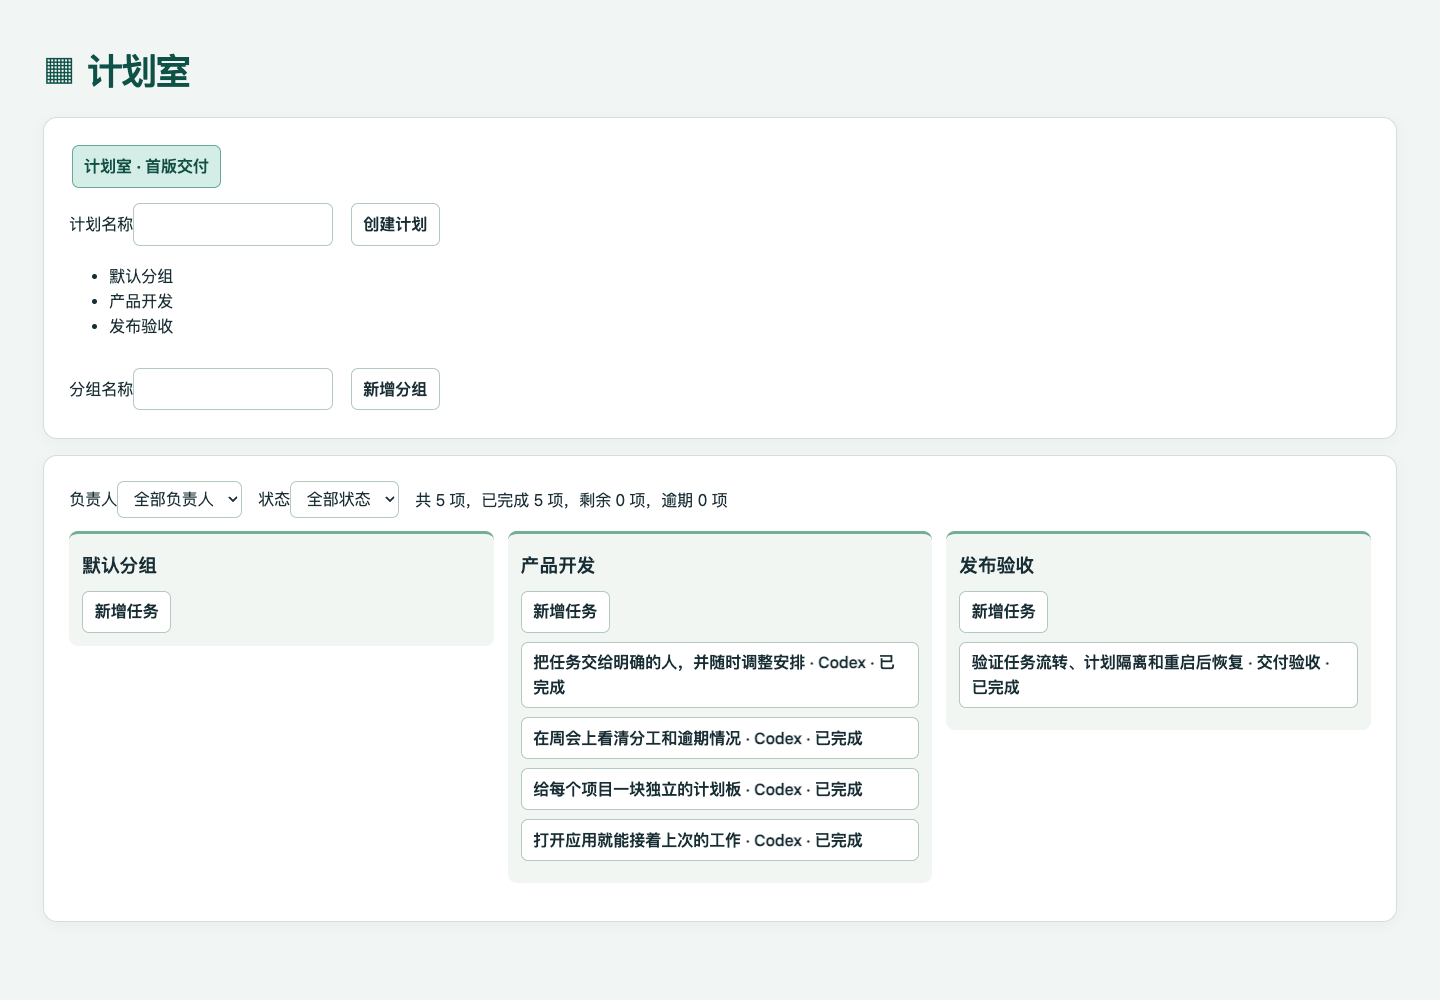 ▦ 计划室
计划室 · 首版交付
计划名称 创建计划
默认分组
产品开发
发布验收
分组名称 新增分组
负责人 全部负责人 状态 全部状态 共 5 项，已完成 5 项，剩余 0 项，逾期 0 项
默认分组
新增任务
产品开发
新增任务
把任务交给明确的人，并随时调整安排 · Codex · 已
完成
在周会上看清分工和逾期情况 · Codex · 已完成
给每个项目一块独立的计划板 · Codex · 已完成
打开应用就能接着上次的工作 · Codex · 已完成
发布验收
新增任务
验证任务流转、计划隔离和重启后恢复 · 交付验收 ·
已完成